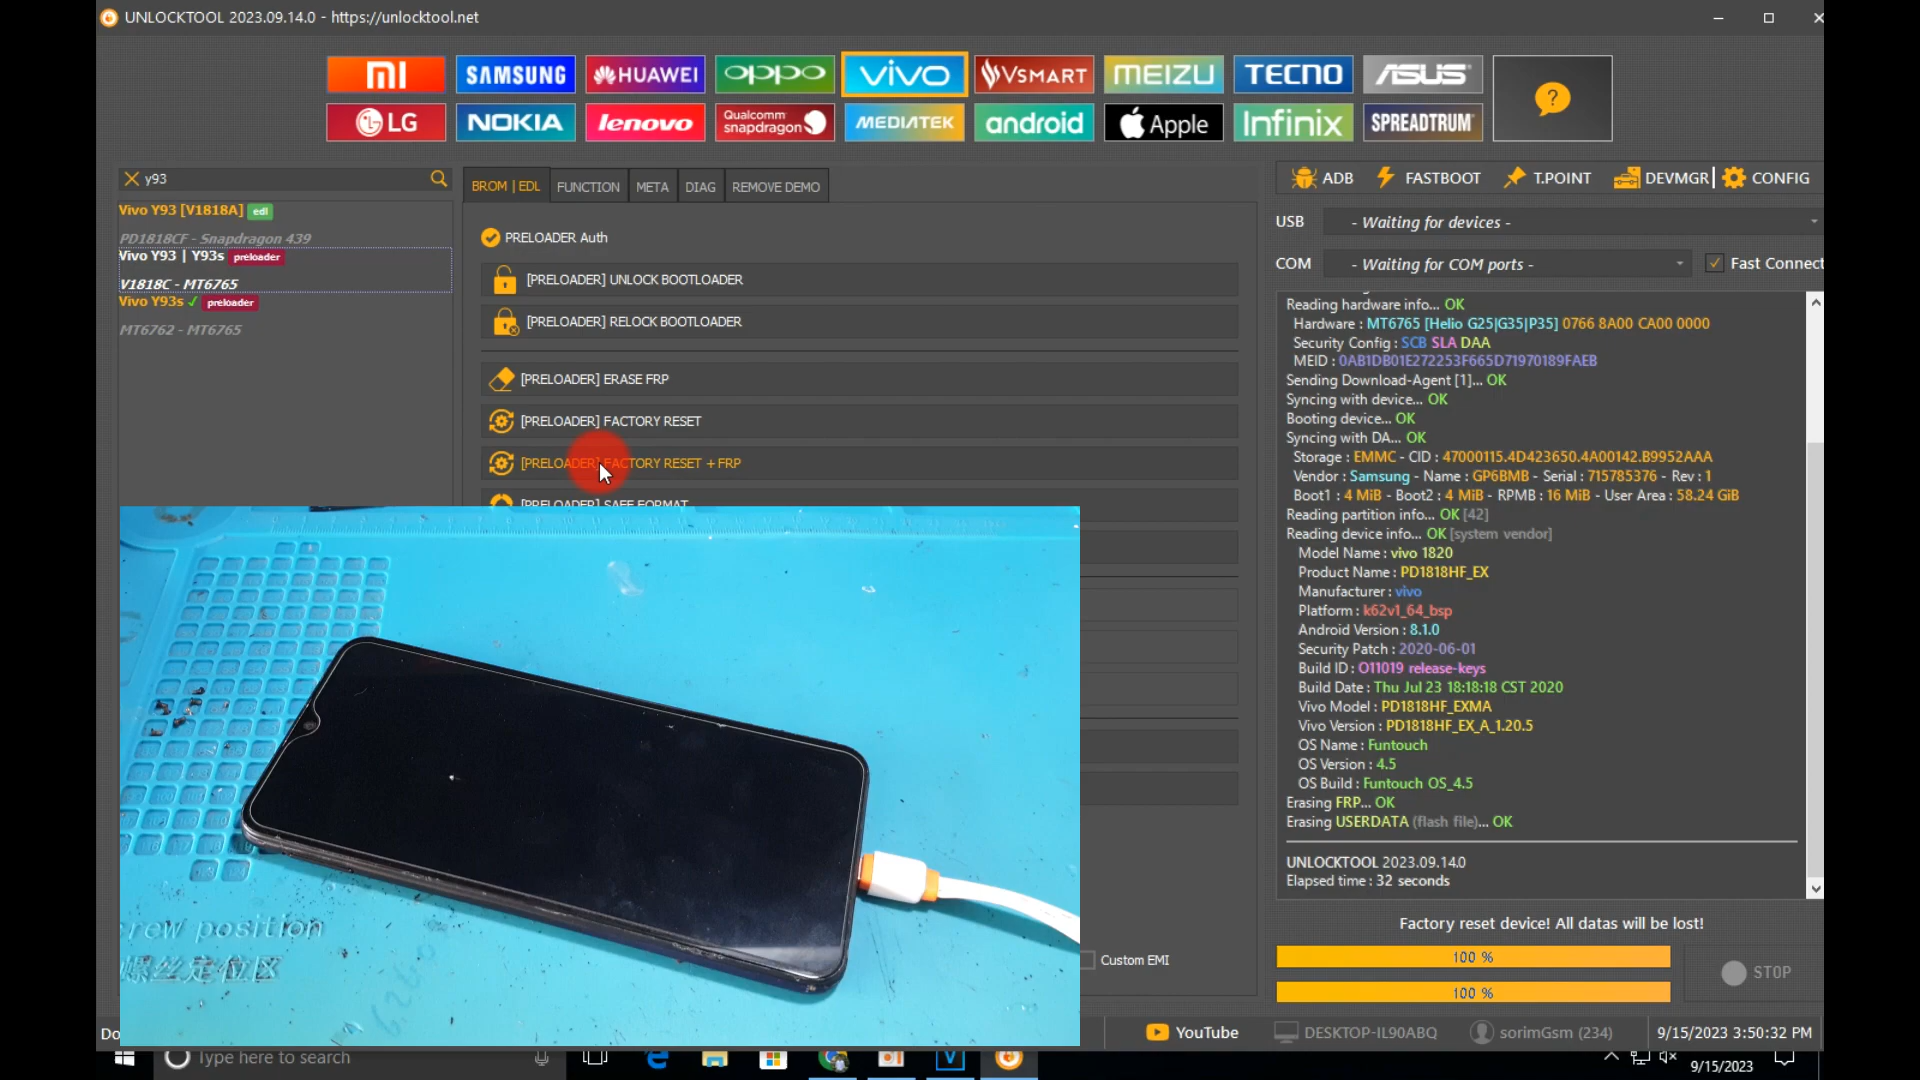 UNLOCKTOOL 2023.09.14.0 - https://unlocktool.net
MI SAMSUNG HUAWEI oppo vivo VSMART MEIZU TECNO ASUS ?
LG NOKIA lenovo Qualcomm snapdragon MEDIATEK android Apple Infinix SPREADTRUM
y93
Vivo Y93 [V1818A] edl
PD1818CF - Snapdragon 439
Vivo Y93 | Y93s preloader
V1818C - MT6765
Vivo Y93s ✓ preloader
MT6762 - MT6765
BROM | EDL FUNCTION META DIAG REMOVE DEMO
PRELOADER Auth
[PRELOADER] UNLOCK BOOTLOADER
[PRELOADER] RELOCK BOOTLOADER
[PRELOADER] ERASE FRP
[PRELOADER] FACTORY RESET
[PRELOADER] FACTORY RESET + FRP
[PRELOADER] SAFE FORMAT
Custom EMI
ADB FASTBOOT T.POINT DEVMGR CONFIG
USB - Waiting for devices -
COM - Waiting for COM ports - Fast Connect
Reading hardware info... OK
Hardware : MT6765 [Helio G25|G35|P35] 0766 8A00 CA00 0000
Security Config : SCB SLA DAA
MEID : 0AB1DB01E272253F665D71970189FAEB
Sending Download-Agent [1]... OK
Syncing with device... OK
Booting device... OK
Syncing with DA... OK
Storage : EMMC - CID : 47000115.4D423650.4A00142.B9952AAA
Vendor : Samsung - Name : GP6BMB - Serial : 715785376 - Rev : 1
Boot1 : 4 MiB - Boot2 : 4 MiB - RPMB : 16 MiB - User Area : 58.24 GiB
Reading partition info... OK [42]
Reading device info... OK [system vendor]
Model Name : vivo 1820
Product Name : PD1818HF_EX
Manufacturer : vivo
Platform : k62v1_64_bsp
Android Version : 8.1.0
Security Patch : 2020-06-01
Build ID : O11019 release-keys
Build Date : Thu Jul 23 18:18:18 CST 2020
Vivo Model : PD1818HF_EXMA
Vivo Version : PD1818HF_EX_A_1.20.5
OS Name : Funtouch
OS Version : 4.5
OS Build : Funtouch OS_4.5
Erasing FRP... OK
Erasing USERDATA (flash file)... OK
UNLOCKTOOL 2023.09.14.0
Elapsed time : 32 seconds
Factory reset device! All datas will be lost!
100 %
100 %
STOP
crew position
螺丝定位区
Do
YouTube DESKTOP-IL90ABQ sorimGsm (234) 9/15/2023 3:50:32 PM
Type here to search
9/15/2023